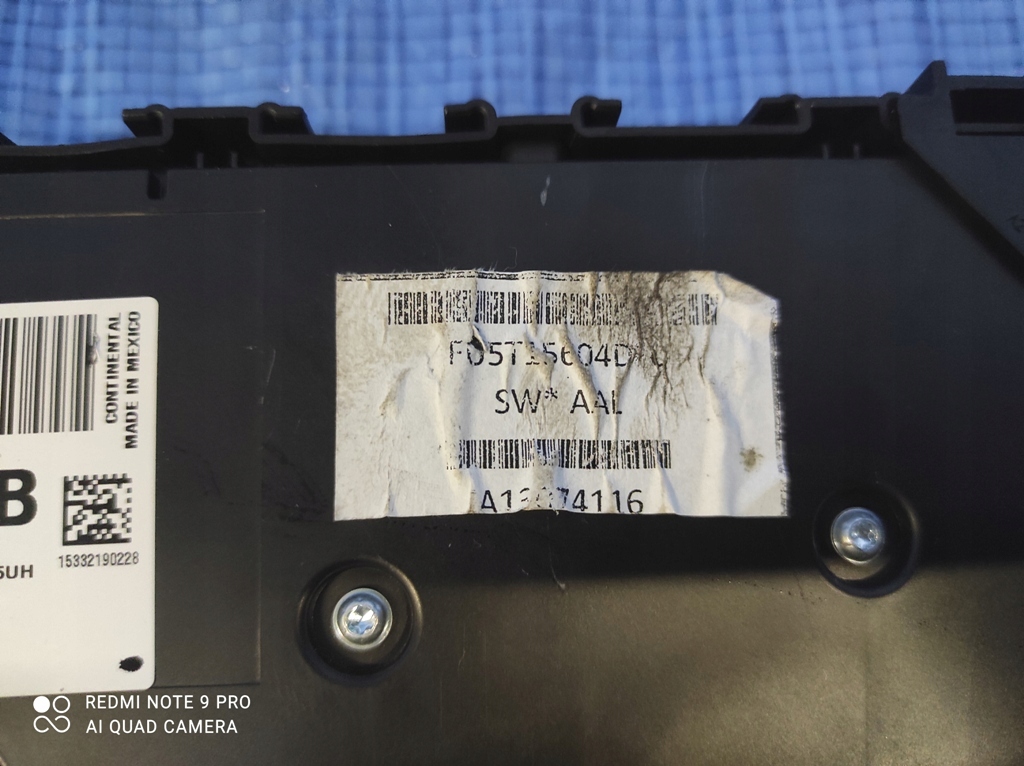 CONTINENTAL
MADE IN MEXICO
B
15332190228
5UH
SW* AAL
REDMI NOTE 9 PRO
AI QUAD CAMERA